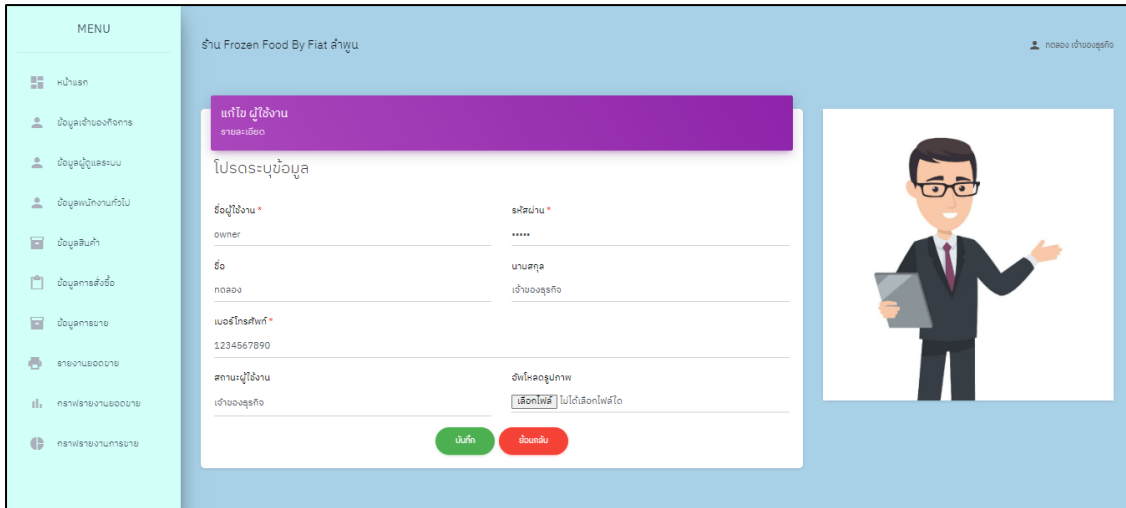 MENU
หน้าแรก
ข้อมูลเจ้าของกิจการ
ข้อมูลผู้ดูแลระบบ
ข้อมูลพนักงานทั่วไป
ข้อมูลสินค้า
ข้อมูลการสั่งซื้อ
ข้อมูลการขาย
รายงานยอดขาย
กราฟรายงานยอดขาย
กราฟรายงานการขาย
ร้าน Frozen Food By Fiat ลำพูน
ทดลอง เจ้าของธุรกิจ
แก้ไข ผู้ใช้งาน
รายละเอียด
โปรดระบุข้อมูล
ชื่อผู้ใช้งาน * รหัสผ่าน *
owner •••••
ชื่อ นามสกุล
ทดลอง เจ้าของธุรกิจ
เบอร์โทรศัพท์ *
1234567890
สถานะผู้ใช้งาน อัพโหลดรูปภาพ
เจ้าของธุรกิจ เลือกไฟล์ ไม่ได้เลือกไฟล์ใด
บันทึก ย้อนกลับ